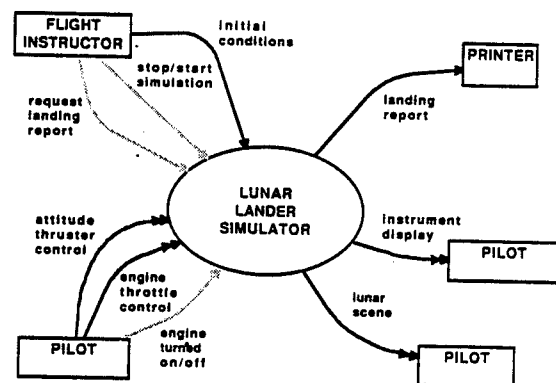 FLIGHT
INSTRUCTOR
initial
conditions
stop/start
simulation
request
landing
report
PRINTER
landing
report
LUNAR
LANDER
SIMULATOR
attitude
thruster
control
engine
throttle
control
engine
turned
on/off
PILOT
instrument
display
PILOT
lunar
scene
PILOT